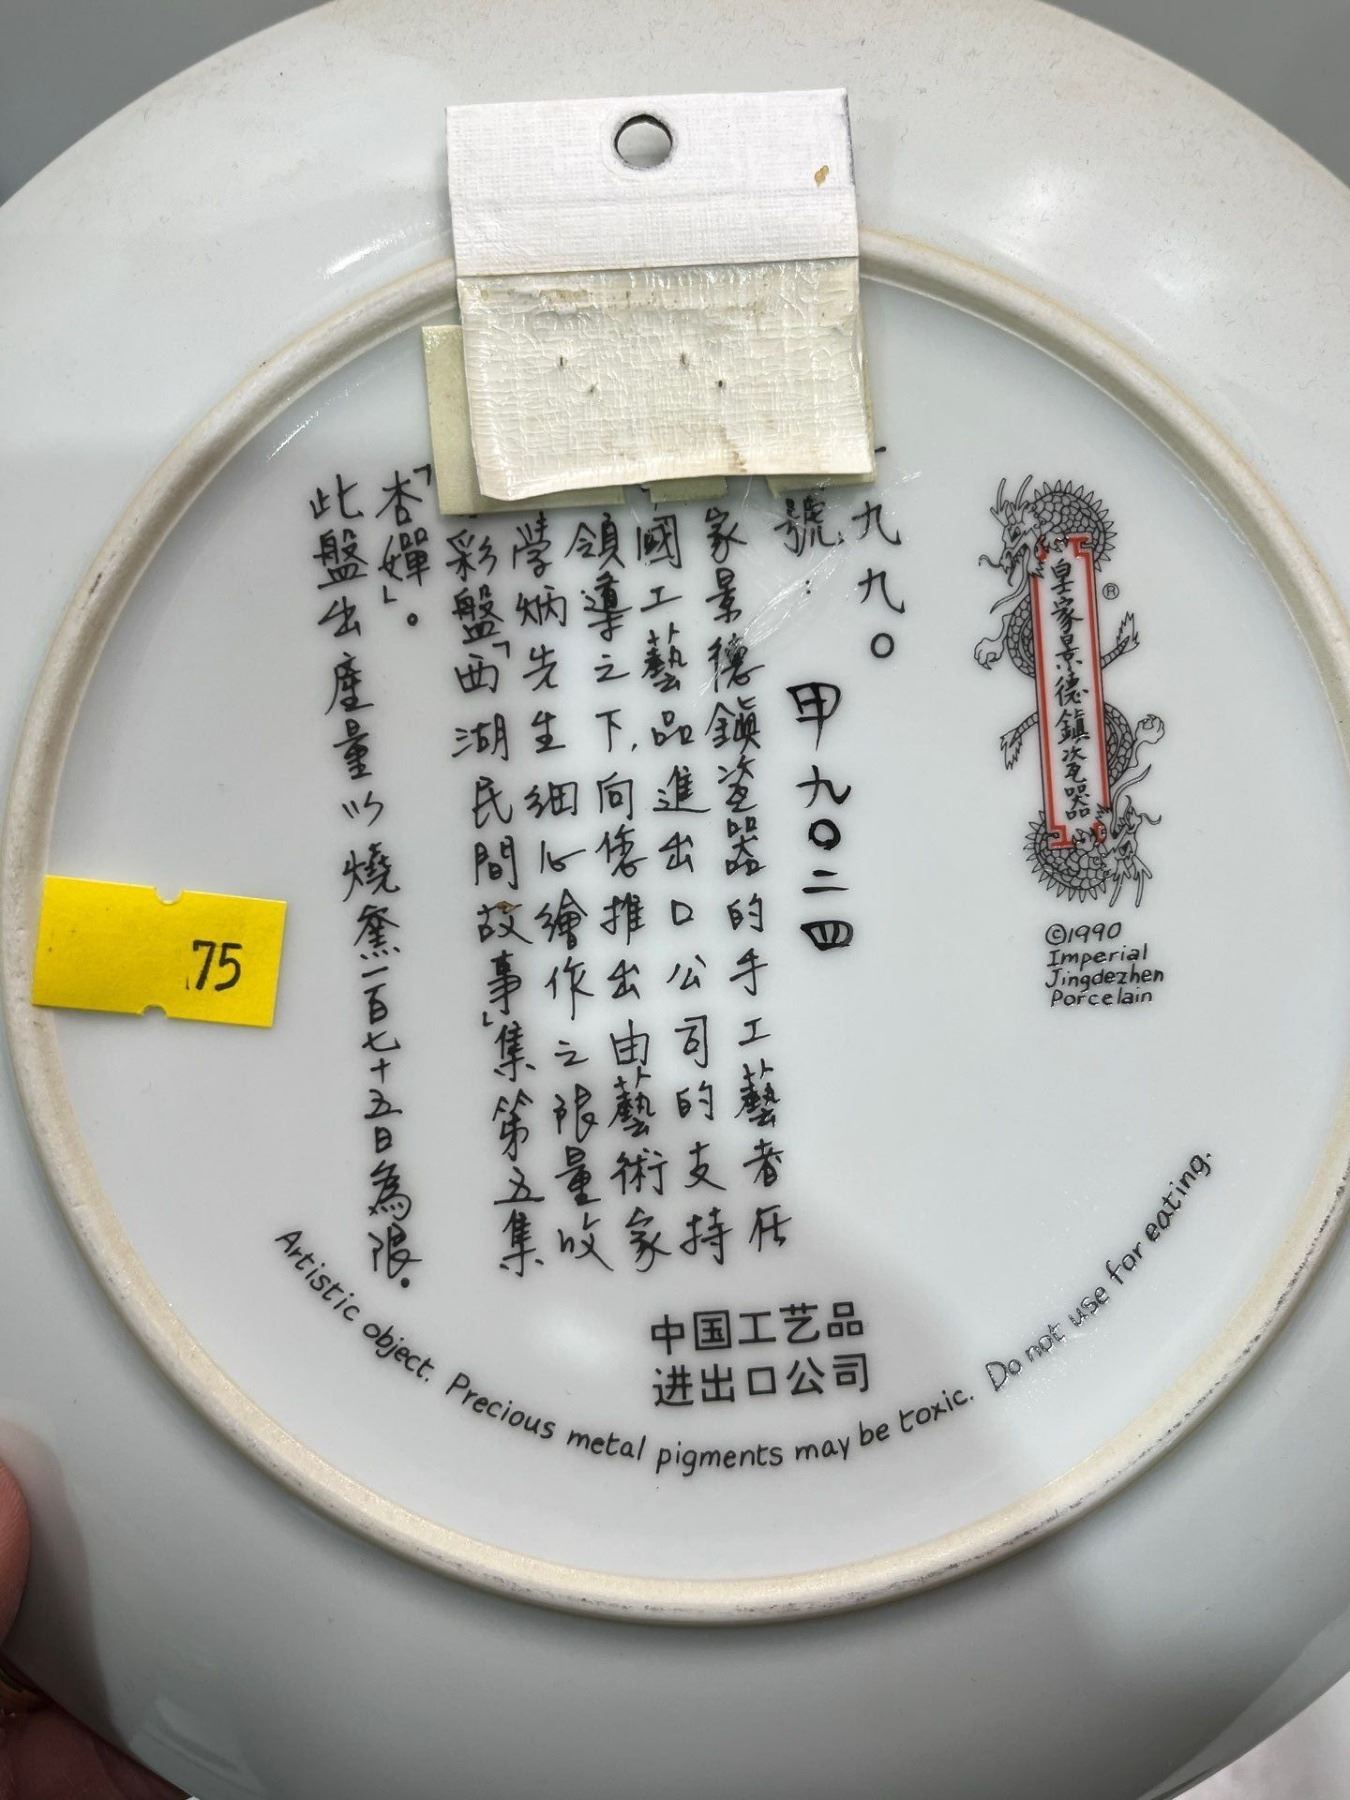 皇家景德鎮瓷器
®
©1990
Imperial
Jingdezhen
Porcelain
九九〇
號:甲九〇二四
家景德鎮瓷器的手工藝者在
國工藝品進出口公司的支持
領導之下,向您推出由藝術家
學炳先生細心繪作之限量收
彩盤「西湖民間故事」集第五集
「杏嬋」。
此盤出產量以燒窯一百七十五日為限。
中国工艺品
进出口公司
Artistic object. Precious metal pigments may be toxic. Do not use for eating.
75